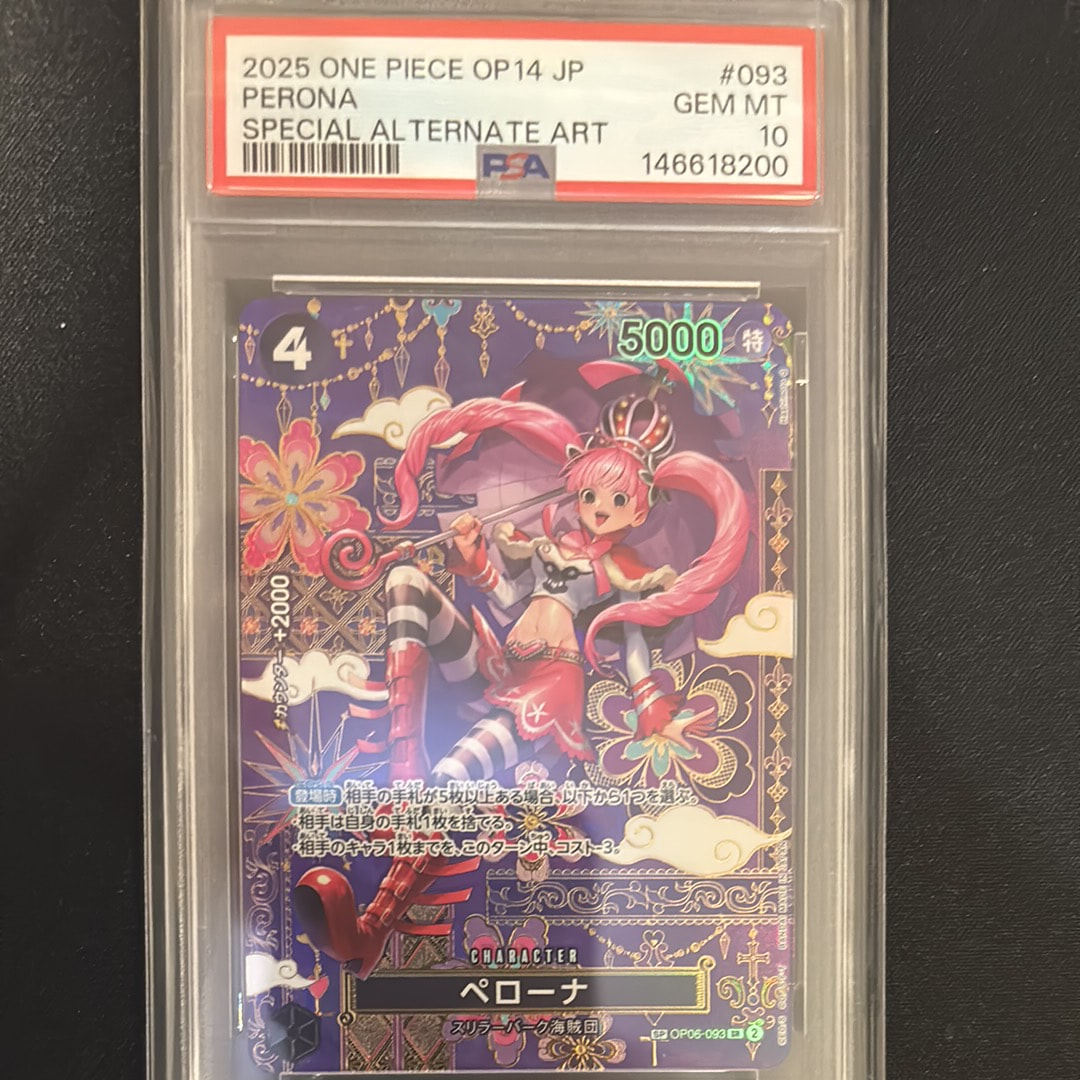 2025 ONE PIECE OP14 JP #093
PERONA GEM MT
SPECIAL ALTERNATE ART 10
PSA 146618200
4
5000
特
カウンター+2000
登場時 相手の手札が5枚以上ある場合、以下から1つを選ぶ。
・相手は自身の手札1枚を捨てる。
・相手のキャラ1枚までを、このターン中、コスト-3。
CHARACTER
ペローナ
スリラーバーク海賊団
SP OP06-093 SR 2